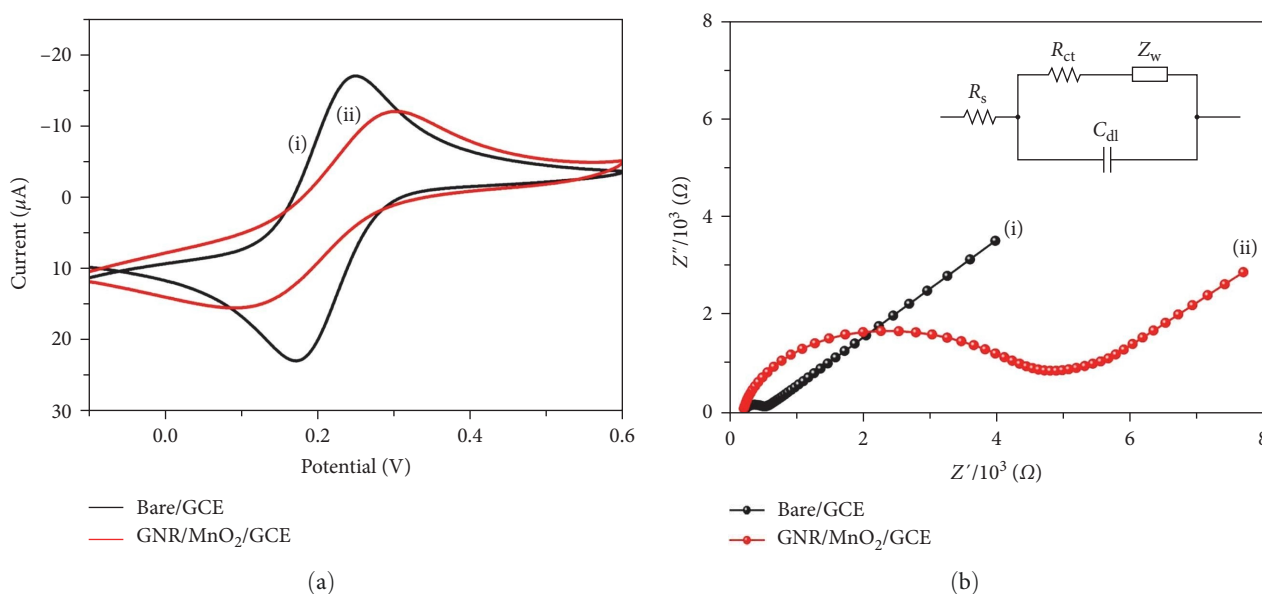 –20
–10
0
10
20
30
0.0
0.2
0.4
0.6
Current (μA)
Potential (V)
(i)
(ii)
Bare/GCE
GNR/MnO₂/GCE
(a)
8
6
4
2
0
0
2
4
6
8
Z″/10³ (Ω)
Z′/10³ (Ω)
Rct
Zw
Rs
Cdl
(i)
(ii)
Bare/GCE
GNR/MnO₂/GCE
(b)